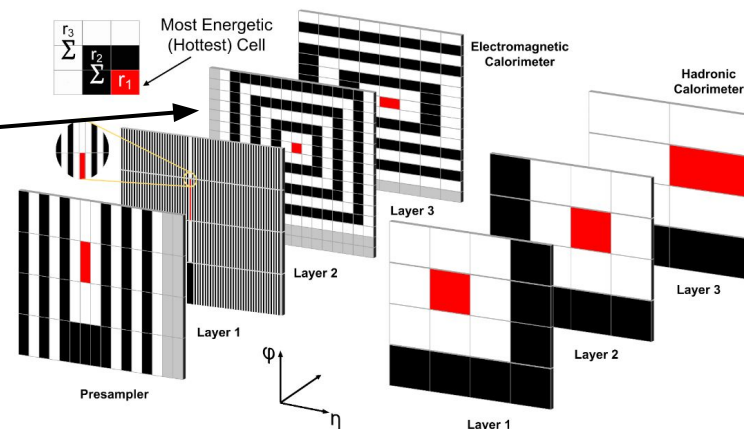 Most Energetic
(Hottest) Cell
r3
Σ
r2
Σ
r1
Electromagnetic
Calorimeter
Hadronic
Calorimeter
Layer 3
Layer 2
Layer 1
Presampler
Layer 3
Layer 2
Layer 1
φ
η